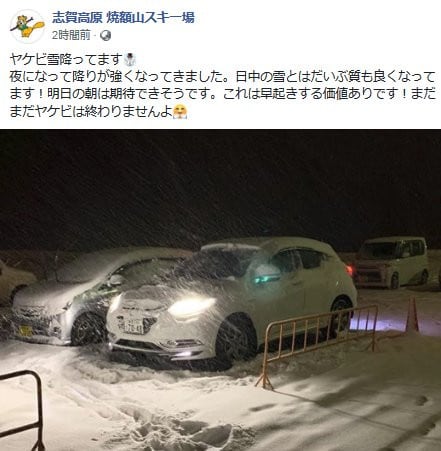 志賀高原 焼額山スキー場
2時間前 ·
ヤケビ雪降ってます☃
夜になって降りが強くなってきました。日中の雪とはだいぶ質も良くなって
ます！明日の朝は期待できそうです。これは早起きする価値ありです！まだ
まだヤケビは終わりませんよ🤗